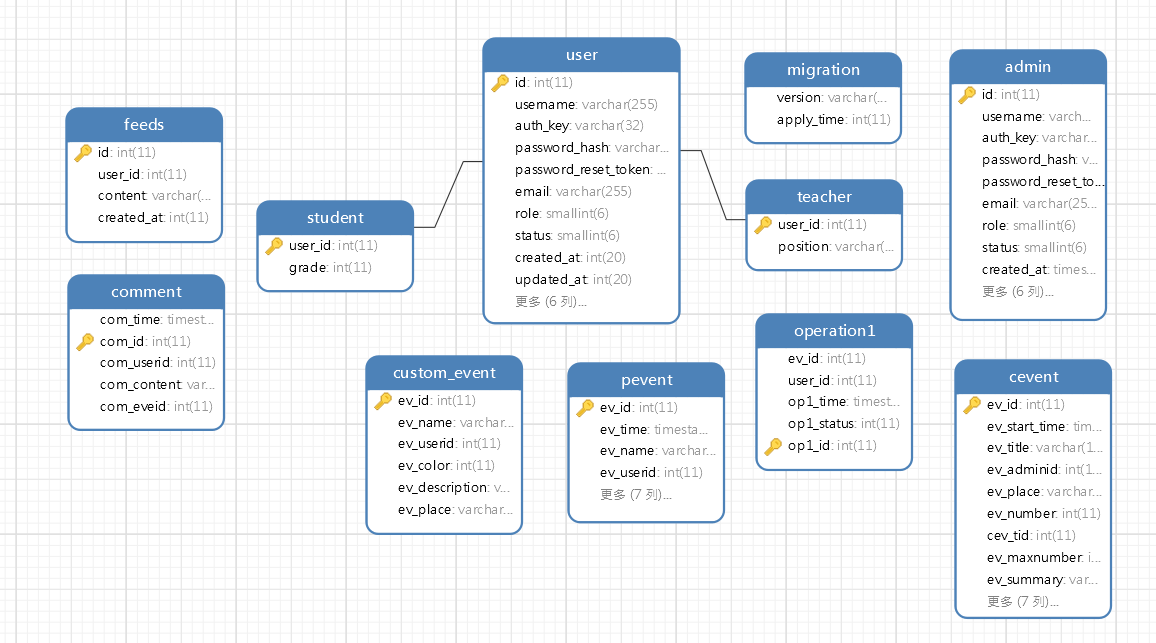 feeds
id: int(11)
user_id: int(11)
content: varchar(...
created_at: int(11)
comment
com_time: timest...
com_id: int(11)
com_userid: int(11)
com_content: var...
com_eveid: int(11)
student
user_id: int(11)
grade: int(11)
user
id: int(11)
username: varchar(255)
auth_key: varchar(32)
password_hash: varchar...
password_reset_token: ...
email: varchar(255)
role: smallint(6)
status: smallint(6)
created_at: int(20)
updated_at: int(20)
更多 (6 列)...
migration
version: varchar(...
apply_time: int(11)
teacher
user_id: int(11)
position: varchar(...
admin
id: int(11)
username: varch...
auth_key: varchar...
password_hash: v...
password_reset_to...
email: varchar(25...
role: smallint(6)
status: smallint(6)
created_at: times...
更多 (6 列)...
custom_event
ev_id: int(11)
ev_name: varchar...
ev_userid: int(11)
ev_color: int(11)
ev_description: v...
ev_place: varchar...
pevent
ev_id: int(11)
ev_time: timesta...
ev_name: varchar...
ev_userid: int(11)
更多 (7 列)...
operation1
ev_id: int(11)
user_id: int(11)
op1_time: timest...
op1_status: int(11)
op1_id: int(11)
cevent
ev_id: int(11)
ev_start_time: tim...
ev_title: varchar(1...
ev_adminid: int(1...
ev_place: varchar...
ev_number: int(11)
cev_tid: int(11)
ev_maxnumber: i...
ev_summary: var...
更多 (7 列)...